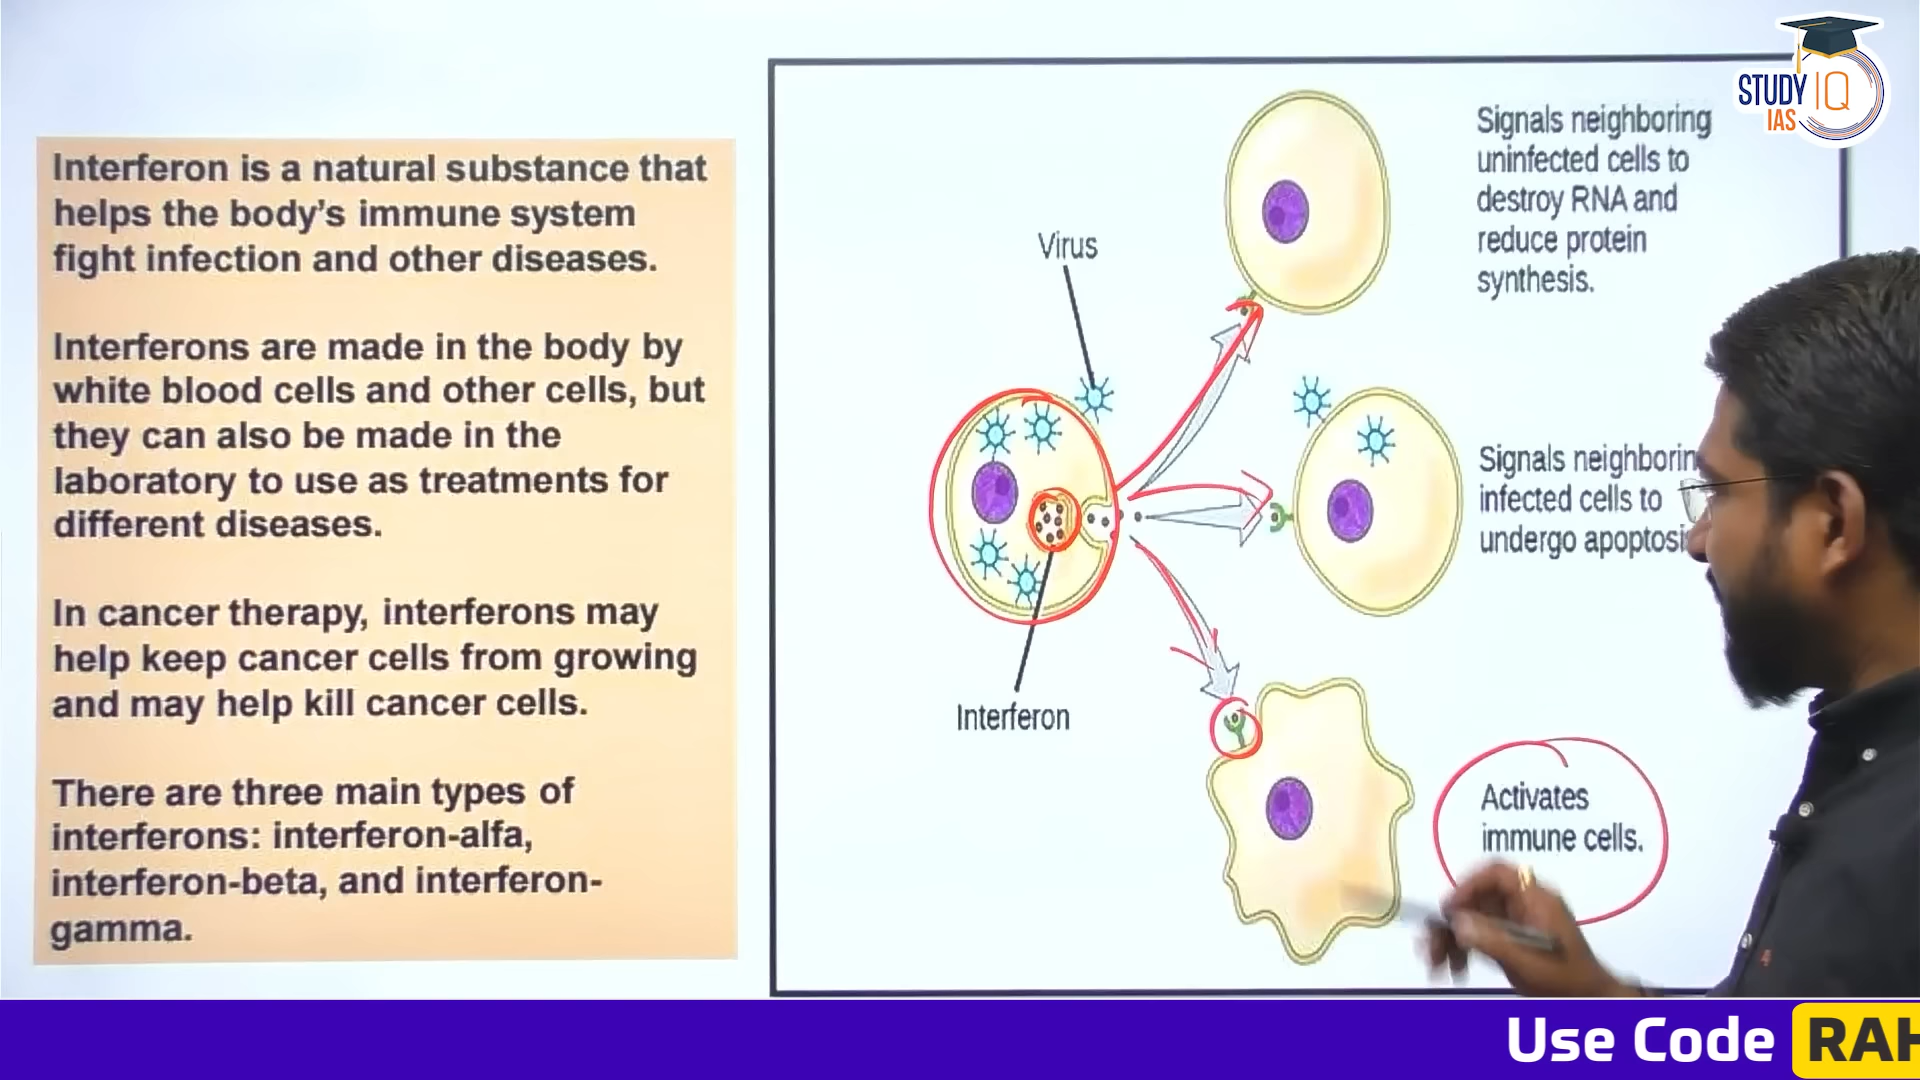 STUDY IQ
IAS
Interferon is a natural substance that
helps the body's immune system
fight infection and other diseases.
Interferons are made in the body by
white blood cells and other cells, but
they can also be made in the
laboratory to use as treatments for
different diseases.
In cancer therapy, interferons may
help keep cancer cells from growing
and may help kill cancer cells.
There are three main types of
interferons: interferon-alfa,
interferon-beta, and interferon-
gamma.
Virus
Interferon
Signals neighboring
uninfected cells to
destroy RNA and
reduce protein
synthesis.
Signals
infected cells to
undergo
Activates
immune cells.
Use Code